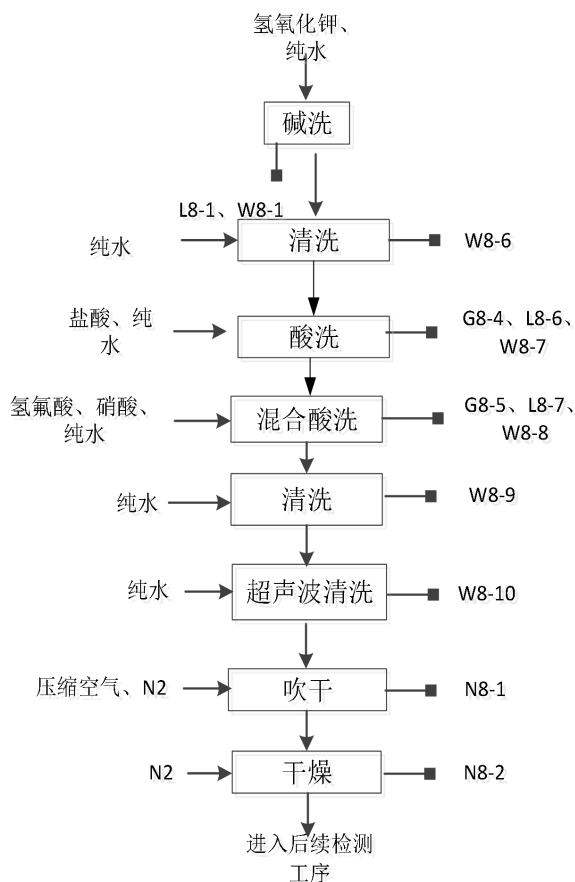 氢氧化钾、
纯水
碱洗
L8-1、W8-1
纯水
清洗
W8-6
盐酸、纯
水
酸洗
G8-4、L8-6、
W8-7
氢氟酸、硝酸、
纯水
混合酸洗
G8-5、L8-7、
W8-8
纯水
清洗
W8-9
纯水
超声波清洗
W8-10
压缩空气、N2
吹干
N8-1
N2
干燥
N8-2
进入后续检测
工序